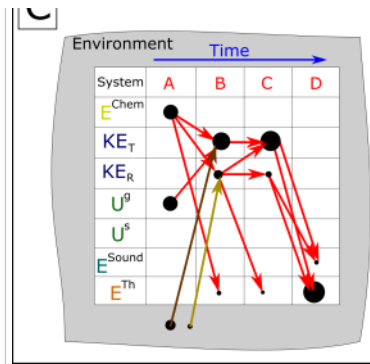 C
Environment
Time
System A B C D
E^Chem
KE_T
KE_R
U^g
U^s
E^Sound
E^Th